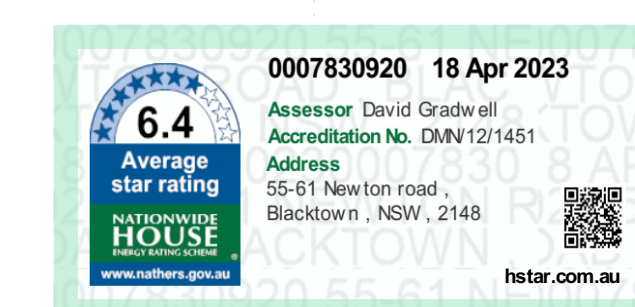 0007830920 18 Apr 2023
6.4
Average
star rating
NATIONWIDE
HOUSE
ENERGY RATING SCHEME
®
www.nathers.gov.au
Assessor David Gradwell
Accreditation No. DMN/12/1451
Address
55-61 Newton road ,
Blacktown , NSW , 2148
hstar.com.au